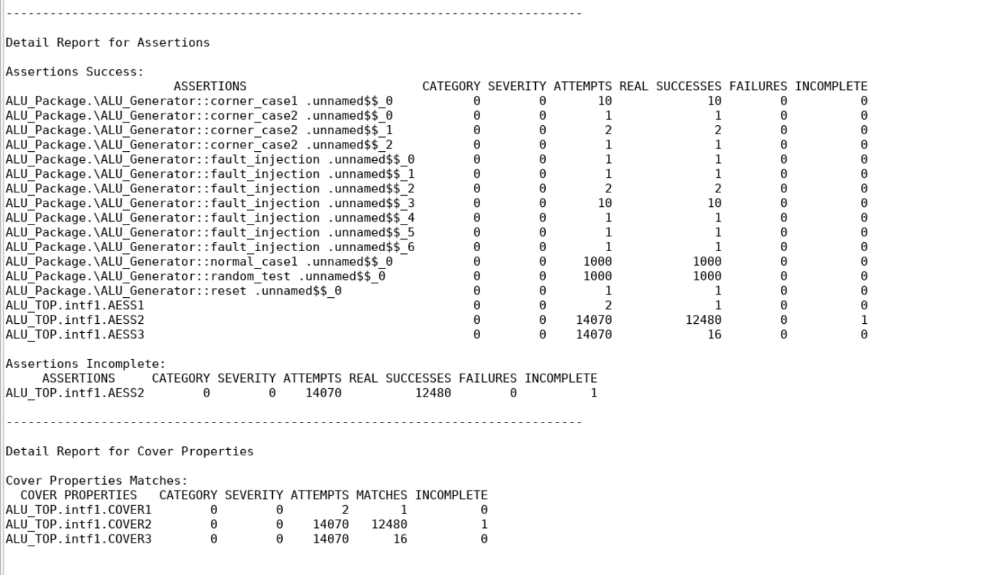 -------------------------------------------------------------------------------
Detail Report for Assertions
Assertions Success:
ASSERTIONS CATEGORY SEVERITY ATTEMPTS REAL SUCCESSES FAILURES INCOMPLETE
ALU_Package.\ALU_Generator::corner_case1 .unnamed$$_0 0 0 10 10 0 0
ALU_Package.\ALU_Generator::corner_case2 .unnamed$$_0 0 0 1 1 0 0
ALU_Package.\ALU_Generator::corner_case2 .unnamed$$_1 0 0 2 2 0 0
ALU_Package.\ALU_Generator::corner_case2 .unnamed$$_2 0 0 1 1 0 0
ALU_Package.\ALU_Generator::fault_injection .unnamed$$_0 0 0 1 1 0 0
ALU_Package.\ALU_Generator::fault_injection .unnamed$$_1 0 0 1 1 0 0
ALU_Package.\ALU_Generator::fault_injection .unnamed$$_2 0 0 2 2 0 0
ALU_Package.\ALU_Generator::fault_injection .unnamed$$_3 0 0 10 10 0 0
ALU_Package.\ALU_Generator::fault_injection .unnamed$$_4 0 0 1 1 0 0
ALU_Package.\ALU_Generator::fault_injection .unnamed$$_5 0 0 1 1 0 0
ALU_Package.\ALU_Generator::fault_injection .unnamed$$_6 0 0 1 1 0 0
ALU_Package.\ALU_Generator::normal_case1 .unnamed$$_0 0 0 1000 1000 0 0
ALU_Package.\ALU_Generator::random_test .unnamed$$_0 0 0 1000 1000 0 0
ALU_Package.\ALU_Generator::reset .unnamed$$_0 0 0 1 1 0 0
ALU_TOP.intf1.AESS1 0 0 2 1 0 0
ALU_TOP.intf1.AESS2 0 0 14070 12480 0 1
ALU_TOP.intf1.AESS3 0 0 14070 16 0 0
Assertions Incomplete:
ASSERTIONS CATEGORY SEVERITY ATTEMPTS REAL SUCCESSES FAILURES INCOMPLETE
ALU_TOP.intf1.AESS2 0 0 14070 12480 0 1
-------------------------------------------------------------------------------
Detail Report for Cover Properties
Cover Properties Matches:
COVER PROPERTIES CATEGORY SEVERITY ATTEMPTS MATCHES INCOMPLETE
ALU_TOP.intf1.COVER1 0 0 2 1 0
ALU_TOP.intf1.COVER2 0 0 14070 12480 1
ALU_TOP.intf1.COVER3 0 0 14070 16 0